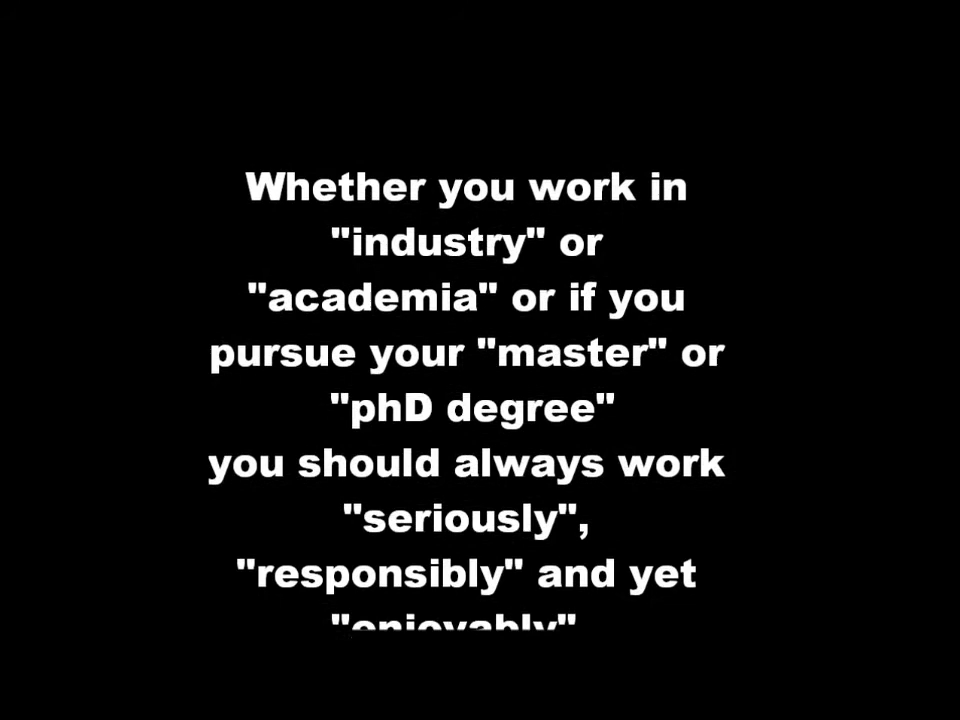 Whether you work in
"industry" or
"academia" or if you
pursue your "master" or
"phD degree"
you should always work
"seriously",
"responsibly" and yet
"enjoyably"